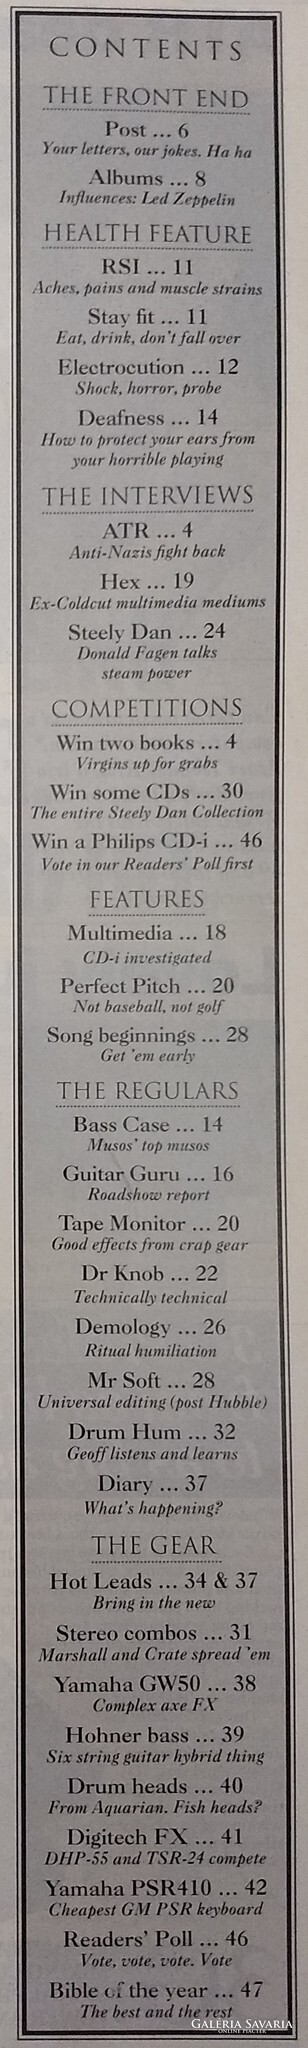 CONTENTS
THE FRONT END
Post ... 6
Your letters, our jokes. Ha ha
Albums ... 8
Influences: Led Zeppelin
HEALTH FEATURE
RSI ... 11
Aches, pains and muscle strains
Stay fit ... 11
Eat, drink, don't fall over
Electrocution ... 12
Shock, horror, probe
Deafness ... 14
How to protect your ears from
your horrible playing
THE INTERVIEWS
ATR ... 4
Anti-Nazis fight back
Hex ... 19
Ex-Coldcut multimedia mediums
Steely Dan ... 24
Donald Fagen talks
steam power
COMPETITIONS
Win two books ... 4
Virgins up for grabs
Win some CDs ... 30
The entire Steely Dan Collection
Win a Philips CD-i ... 46
Vote in our Readers' Poll first
FEATURES
Multimedia ... 18
CD-i investigated
Perfect Pitch ... 20
Not baseball, not golf
Song beginnings ... 28
Get 'em early
THE REGULARS
Bass Case ... 14
Musos' top musos
Guitar Guru ... 16
Roadshow report
Tape Monitor ... 20
Good effects from crap gear
Dr Knob ... 22
Technically technical
Demology ... 26
Ritual humiliation
Mr Soft ... 28
Universal editing (post Hubble)
Drum Hum ... 32
Geoff listens and learns
Diary ... 37
What's happening?
THE GEAR
Hot Leads ... 34 & 37
Bring in the new
Stereo combos ... 31
Marshall and Crate spread 'em
Yamaha GW50 ... 38
Complex axe FX
Hohner bass ... 39
Six string guitar hybrid thing
Drum heads ... 40
From Aquarian. Fish heads?
Digitech FX ... 41
DHP-55 and TSR-24 compete
Yamaha PSR410 ... 42
Cheapest GM PSR keyboard
Readers' Poll ... 46
Vote, vote, vote. Vote
Bible of the year ... 47
The best and the rest
GALERIA SAVARIA
ONLINE PIACTER